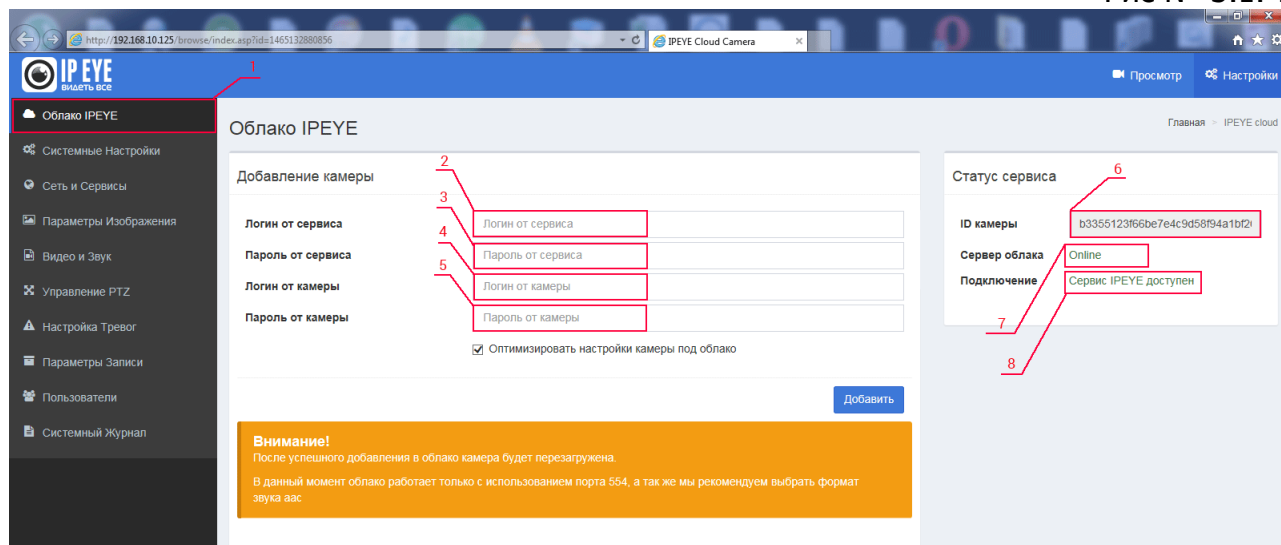 http://192.168.10.125/browse/index.asp?id=1465132880856
IPEYE Cloud Camera
IP EYE
видеть все
1
Просмотр
Настройки
Облако IPEYE
Системные Настройки
Сеть и Сервисы
Параметры Изображения
Видео и Звук
Управление PTZ
Настройка Тревог
Параметры Записи
Пользователи
Системный Журнал
Облако IPEYE
Главная > IPEYE cloud
Добавление камеры
2
3
4
5
Логин от сервиса
Логин от сервиса
Пароль от сервиса
Пароль от сервиса
Логин от камеры
Логин от камеры
Пароль от камеры
Пароль от камеры
Оптимизировать настройки камеры под облако
Добавить
Внимание!
После успешного добавления в облако камера будет перезагружена.
В данный момент облако работает только с использованием порта 554, а так же мы рекомендуем выбрать формат
звука aac
Статус сервиса
6
ID камеры
b3355123f66be7e4c9d58f94a1bf2
Сервер облака
Online
Подключение
Сервис IPEYE доступен
7
8